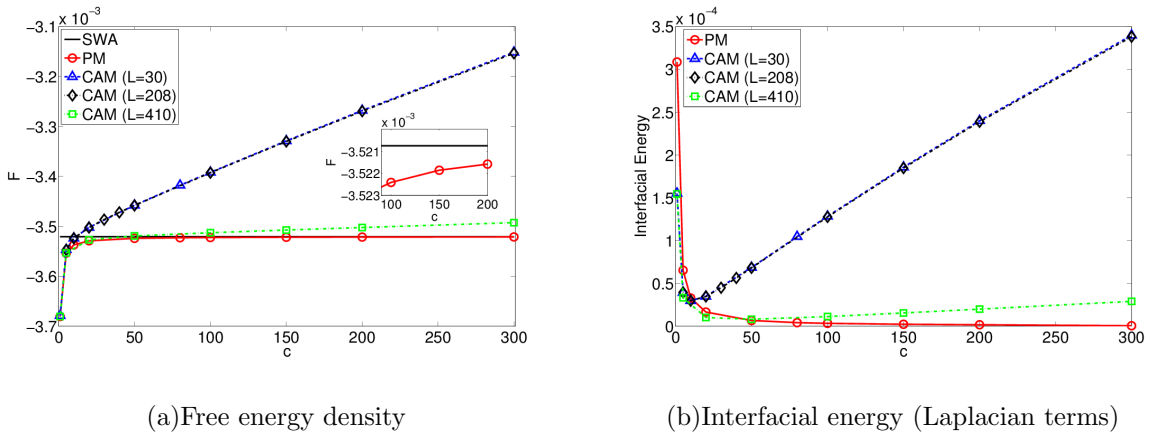 x 10⁻³
-3.1
-3.2
-3.3
-3.4
-3.5
-3.6
-3.7
F
0 50 100 150 200 250 300
c
SWA
PM
CAM (L=30)
CAM (L=208)
CAM (L=410)
x 10⁻³
-3.521
-3.522
-3.523
F
100 150 200
c
(a)Free energy density
x 10⁻⁴
3.5
3
2.5
2
1.5
1
0.5
0
Interfacial Energy
0 50 100 150 200 250 300
c
PM
CAM (L=30)
CAM (L=208)
CAM (L=410)
(b)Interfacial energy (Laplacian terms)